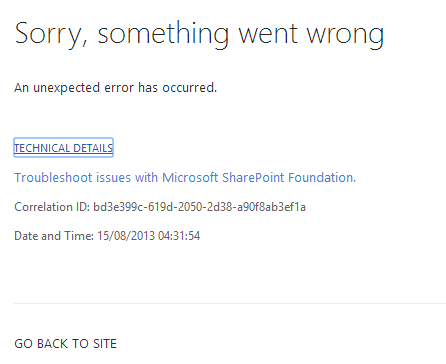 Sorry, something went wrong
An unexpected error has occurred.
TECHNICAL DETAILS
Troubleshoot issues with Microsoft SharePoint Foundation.
Correlation ID: bd3e399c-619d-2050-2d38-a90f8ab3ef1a
Date and Time: 15/08/2013 04:31:54
GO BACK TO SITE